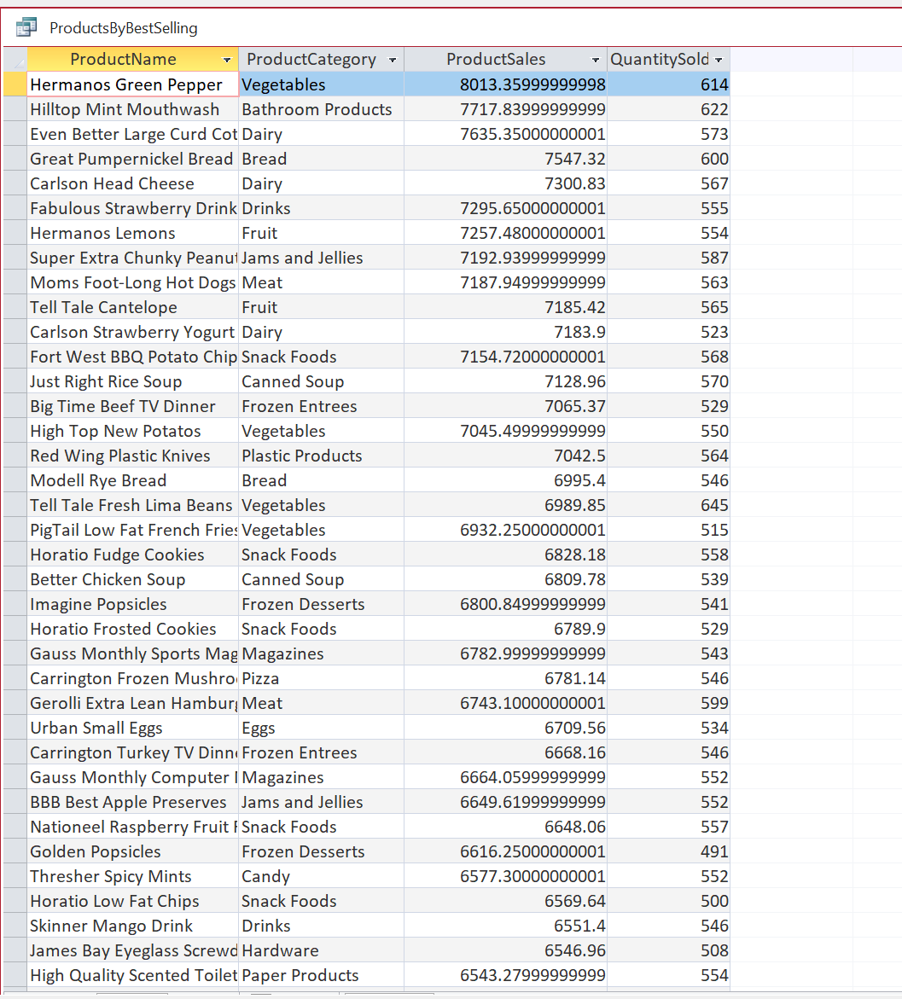 ProductsByBestSelling
ProductName ProductCategory ProductSales QuantitySold
Hermanos Green Pepper Vegetables 8013.35999999998 614
Hilltop Mint Mouthwash Bathroom Products 7717.83999999999 622
Even Better Large Curd Cot Dairy 7635.35000000001 573
Great Pumpernickel Bread Bread 7547.32 600
Carlson Head Cheese Dairy 7300.83 567
Fabulous Strawberry Drink Drinks 7295.65000000001 555
Hermanos Lemons Fruit 7257.48000000001 554
Super Extra Chunky Peanut Jams and Jellies 7192.93999999999 587
Moms Foot-Long Hot Dogs Meat 7187.94999999999 563
Tell Tale Cantelope Fruit 7185.42 565
Carlson Strawberry Yogurt Dairy 7183.9 523
Fort West BBQ Potato Chip Snack Foods 7154.72000000001 568
Just Right Rice Soup Canned Soup 7128.96 570
Big Time Beef TV Dinner Frozen Entrees 7065.37 529
High Top New Potatos Vegetables 7045.49999999999 550
Red Wing Plastic Knives Plastic Products 7042.5 564
Modell Rye Bread Bread 6995.4 546
Tell Tale Fresh Lima Beans Vegetables 6989.85 645
PigTail Low Fat French Fries Vegetables 6932.25000000001 515
Horatio Fudge Cookies Snack Foods 6828.18 558
Better Chicken Soup Canned Soup 6809.78 539
Imagine Popsicles Frozen Desserts 6800.84999999999 541
Horatio Frosted Cookies Snack Foods 6789.9 529
Gauss Monthly Sports Mag Magazines 6782.99999999999 543
Carrington Frozen Mushro Pizza 6781.14 546
Gerolli Extra Lean Hamburg Meat 6743.10000000001 599
Urban Small Eggs Eggs 6709.56 534
Carrington Turkey TV Dinn Frozen Entrees 6668.16 546
Gauss Monthly Computer Magazines 6664.05999999999 552
BBB Best Apple Preserves Jams and Jellies 6649.61999999999 552
Nationeel Raspberry Fruit Snack Foods 6648.06 557
Golden Popsicles Frozen Desserts 6616.25000000001 491
Thresher Spicy Mints Candy 6577.30000000001 552
Horatio Low Fat Chips Snack Foods 6569.64 500
Skinner Mango Drink Drinks 6551.4 546
James Bay Eyeglass Screwd Hardware 6546.96 508
High Quality Scented Toilet Paper Products 6543.27999999999 554